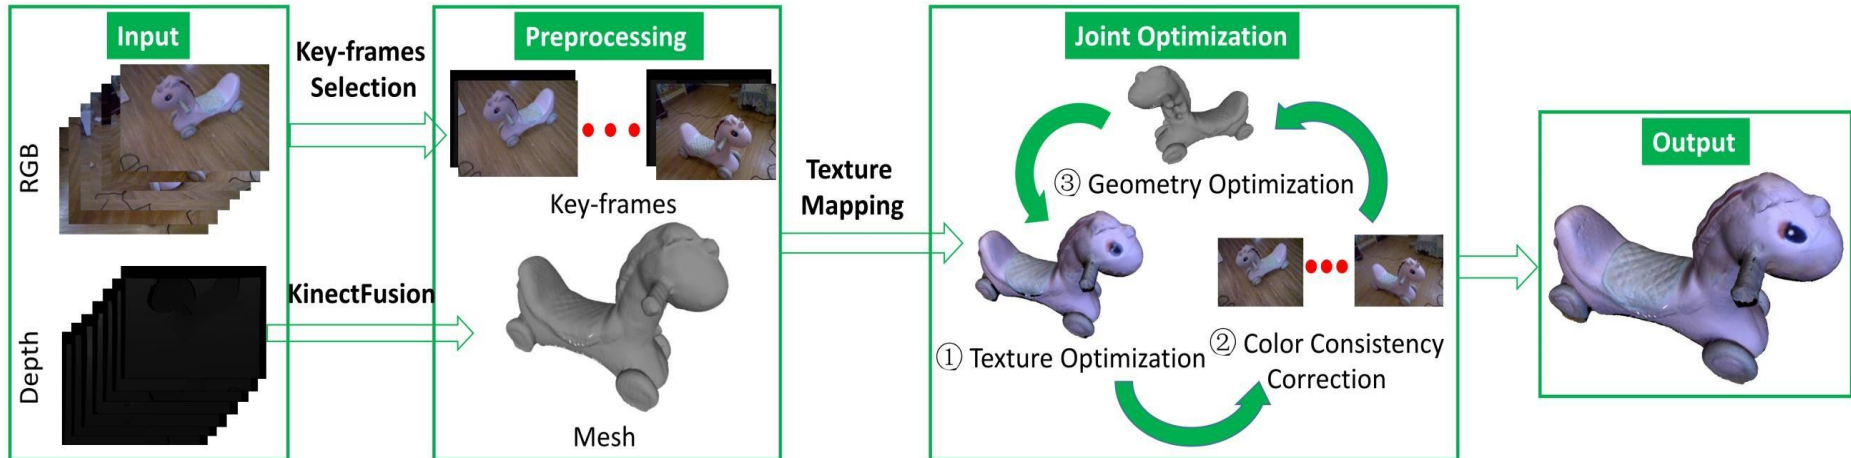 Input
RGB
Depth
Key-frames
Selection
KinectFusion
Preprocessing
Key-frames
Mesh
Texture
Mapping
Joint Optimization
③ Geometry Optimization
① Texture Optimization
② Color Consistency
Correction
Output